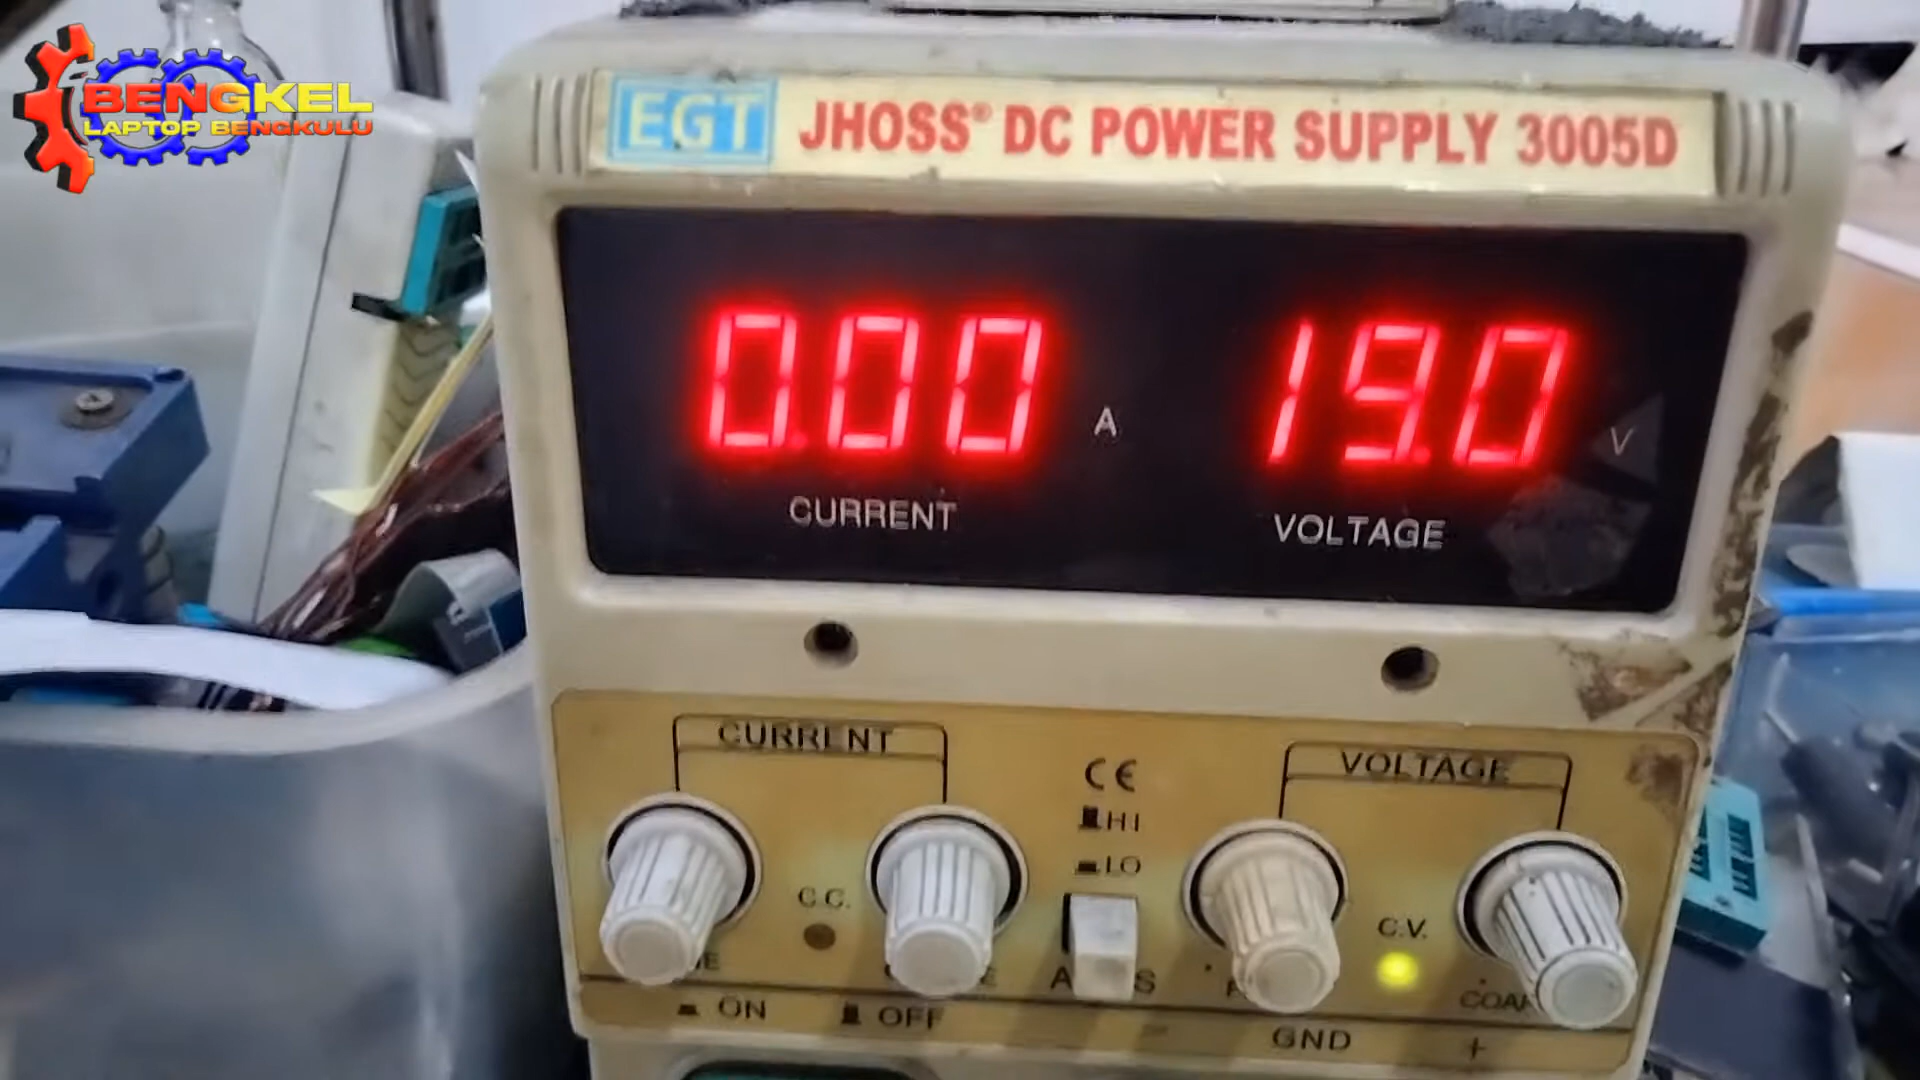 BENGKEL
LAPTOP BENGKULU
EGT JHOSS® DC POWER SUPPLY 3005D
0.00 A 19.0 V
CURRENT VOLTAGE
CURRENT CE VOLTAGE
HI
LO
C.C. C.V.
ON OFF GND +